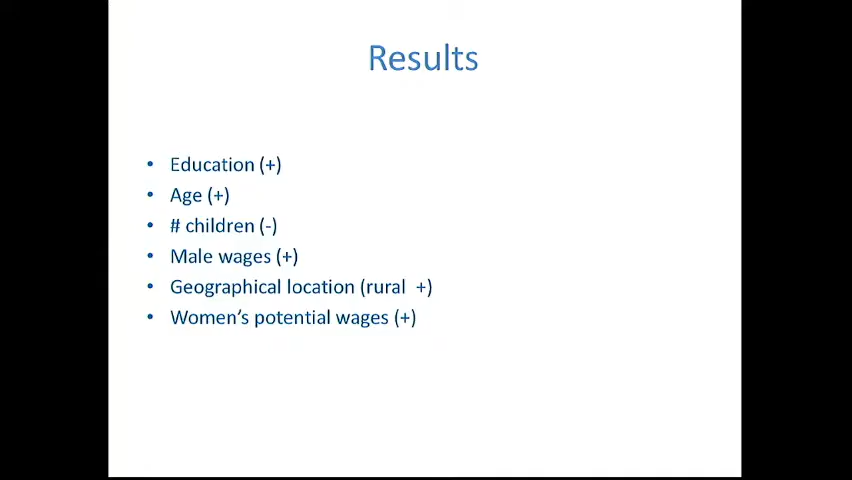 Results
• Education (+)
• Age (+)
• # children (-)
• Male wages (+)
• Geographical location (rural  +)
• Women’s potential wages (+)